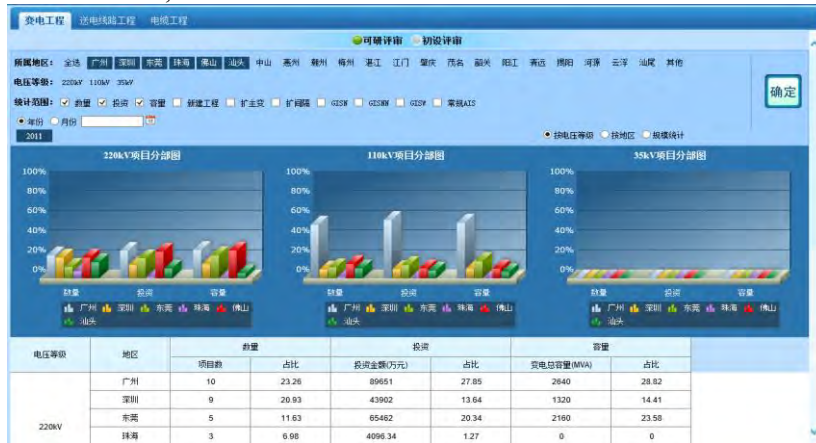 变电工程 送电线路工程 电缆工程
可研评审 初设评审
所属地区： 全选 广州 深圳 东莞 珠海 佛山 汕头 中山 惠州 赣州 梅州 湛江 江门 肇庆 茂名 韶关 阳江 清远 揭阳 河源 云浮 汕尾 其他
电压等级： 220kV 110kV 35kV
统计范围： 数量 投资 容量 新建工程 扩主变 扩间隔 GISN GISNN GISY 常规AIS
确定
年份 月份
2011
按电压等级 按地区 规模统计
220kV项目分部图 110kV项目分部图 35kV项目分部图
100% 100% 100%
80% 80% 80%
60% 60% 60%
40% 40% 40%
20% 20% 20%
0% 0% 0%
数量 投资 容量 数量 投资 容量 数量 投资 容量
广州 深圳 东莞 珠海 佛山 广州 深圳 东莞 珠海 佛山 广州 深圳 东莞 珠海 佛山
汕头 汕头 汕头
电压等级 地区 数量 投资 容量
项目数 占比 投资金额(万元) 占比 变电总容量(MVA) 占比
广州 10 23.26 89651 27.85 2640 28.82
深圳 9 20.93 43902 13.64 1320 14.41
东莞 5 11.63 65462 20.34 2160 23.58
220kV
珠海 3 6.98 4096.34 1.27 0 0